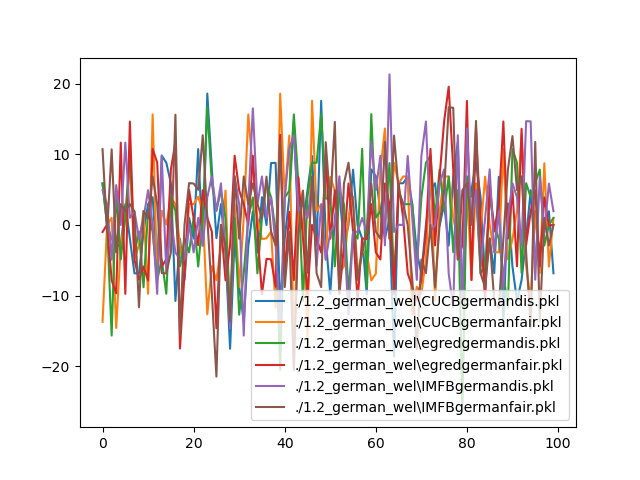 20
10
0
−10
−20
0
20
40
60
80
100
./1.2_german_wel\CUCBgermandis.pkl
./1.2_german_wel\CUCBgermanfair.pkl
./1.2_german_wel\egredgermandis.pkl
./1.2_german_wel\egredgermanfair.pkl
./1.2_german_wel\IMFBgermandis.pkl
./1.2_german_wel\IMFBgermanfair.pkl